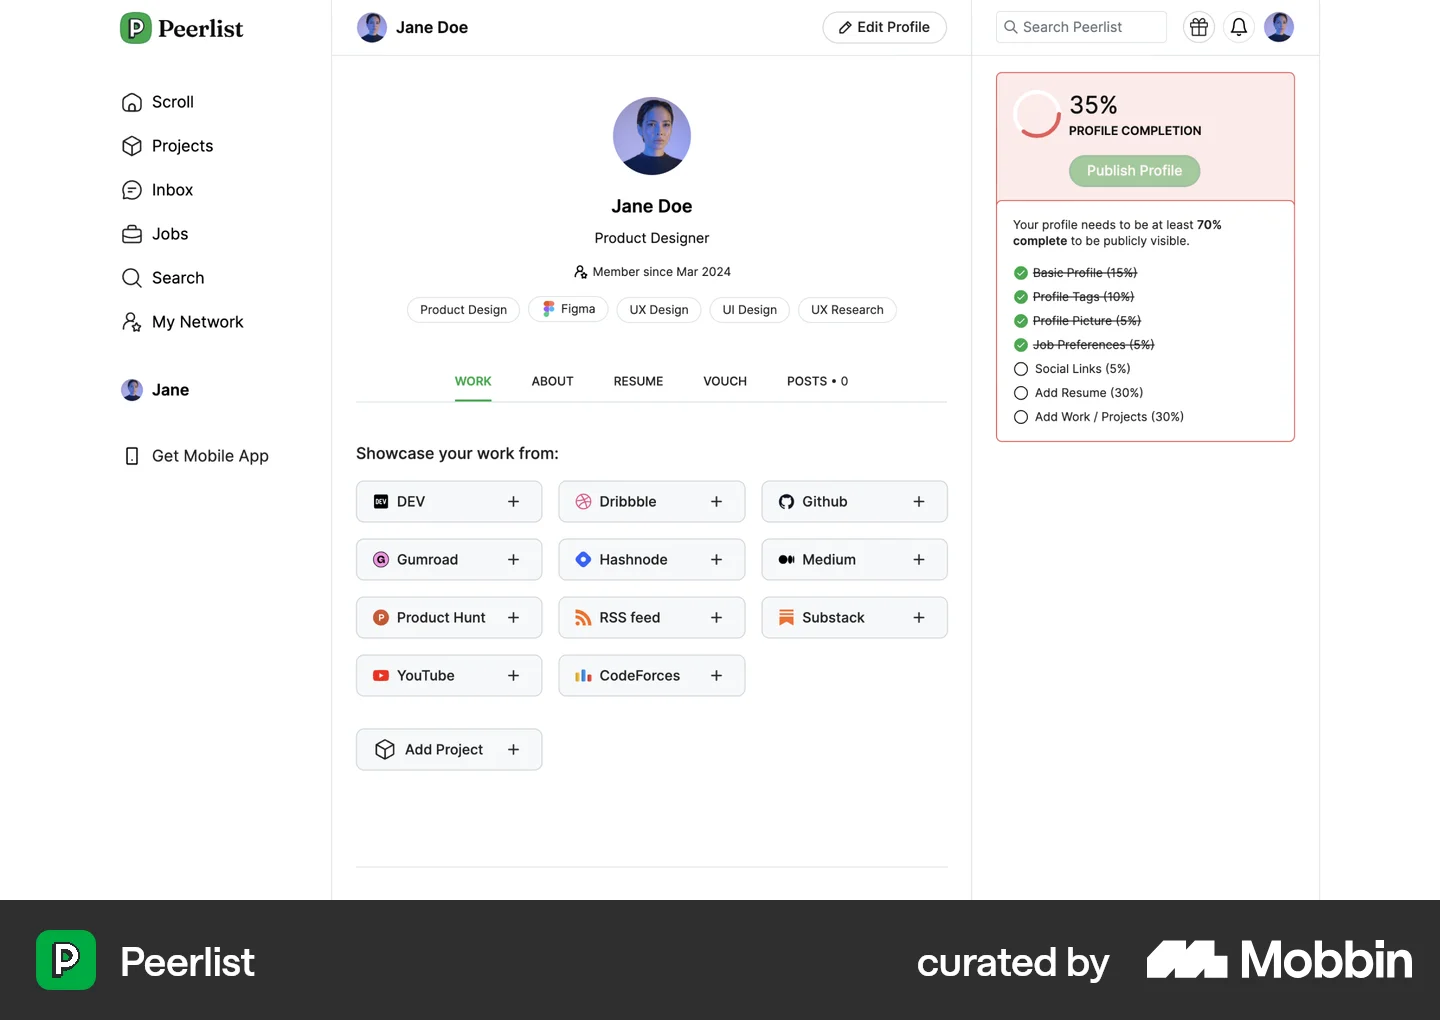 Peerlist
Scroll
Projects
Inbox
Jobs
Search
My Network
Jane
Get Mobile App
Jane Doe
Edit Profile
Jane Doe
Product Designer
Member since Mar 2024
Product Design
Figma
UX Design
UI Design
UX Research
WORK
ABOUT
RESUME
VOUCH
POSTS • 0
Showcase your work from:
DEV
DEV
Dribbble
Github
G
Gumroad
Hashnode
Medium
P
Product Hunt
RSS feed
Substack
YouTube
CodeForces
Add Project
Search Peerlist
35%
PROFILE COMPLETION
Publish Profile
Your profile needs to be at least 70%
complete to be publicly visible.
Basic Profile (15%)
Profile Tags (10%)
Profile Picture (5%)
Job Preferences (5%)
Social Links (5%)
Add Resume (30%)
Add Work / Projects (30%)
Peerlist
curated by
Mobbin